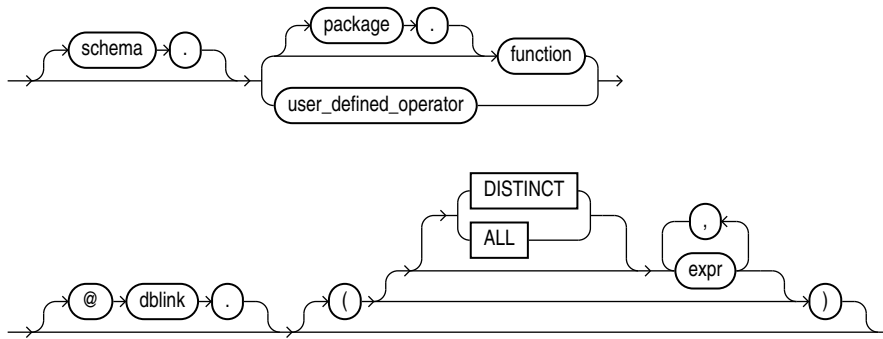 schema . package . function
user_defined_operator
DISTINCT
ALL
,
expr
@ dblink . ( )